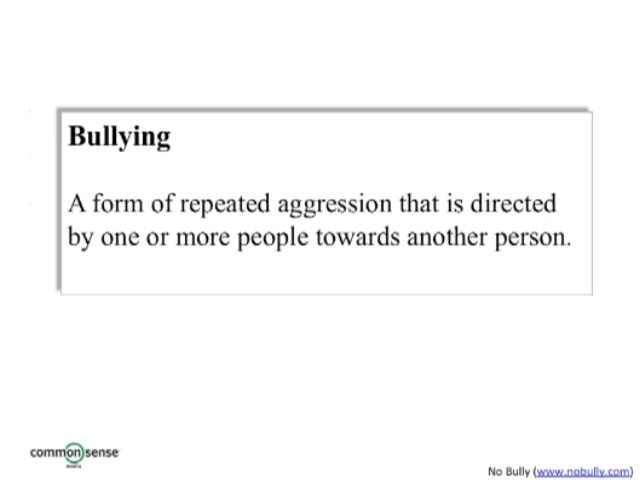 Bullying
A form of repeated aggression that is directed
by one or more people towards another person.
commonsense
media
No Bully (www.nobully.com)